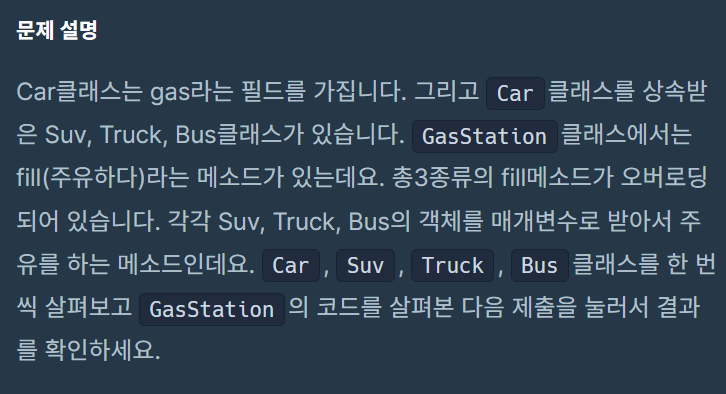 문제 설명
Car클래스는 gas라는 필드를 가집니다. 그리고 Car 클래스를 상속받
은 Suv, Truck, Bus클래스가 있습니다. GasStation 클래스에서는
fill(주유하다)라는 메소드가 있는데요. 총3종류의 fill메소드가 오버로딩
되어 있습니다. 각각 Suv, Truck, Bus의 객체를 매개변수로 받아서 주
유를 하는 메소드인데요. Car , Suv , Truck , Bus 클래스를 한 번
씩 살펴보고 GasStation 의 코드를 살펴본 다음 제출을 눌러서 결과
를 확인하세요.